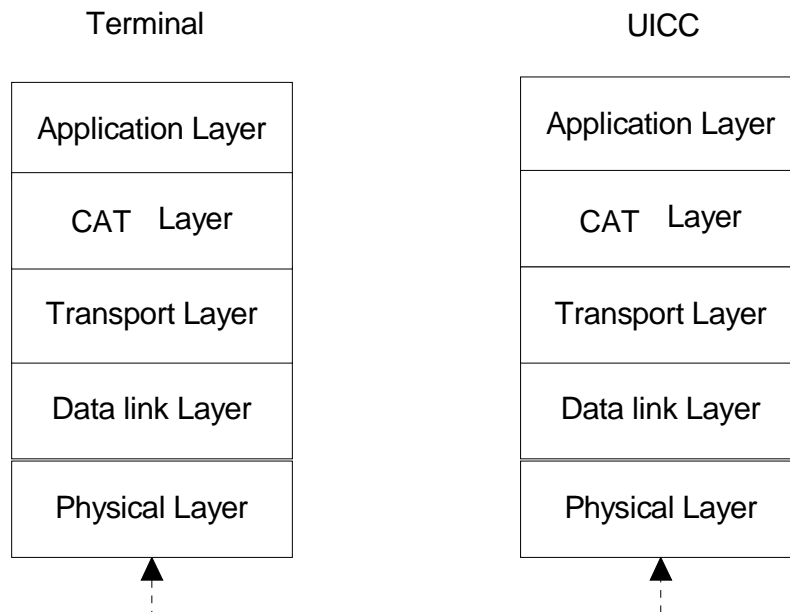 Terminal
Application Layer
CAT Layer
Transport Layer
Data link Layer
Physical Layer
UICC
Application Layer
CAT Layer
Transport Layer
Data link Layer
Physical Layer